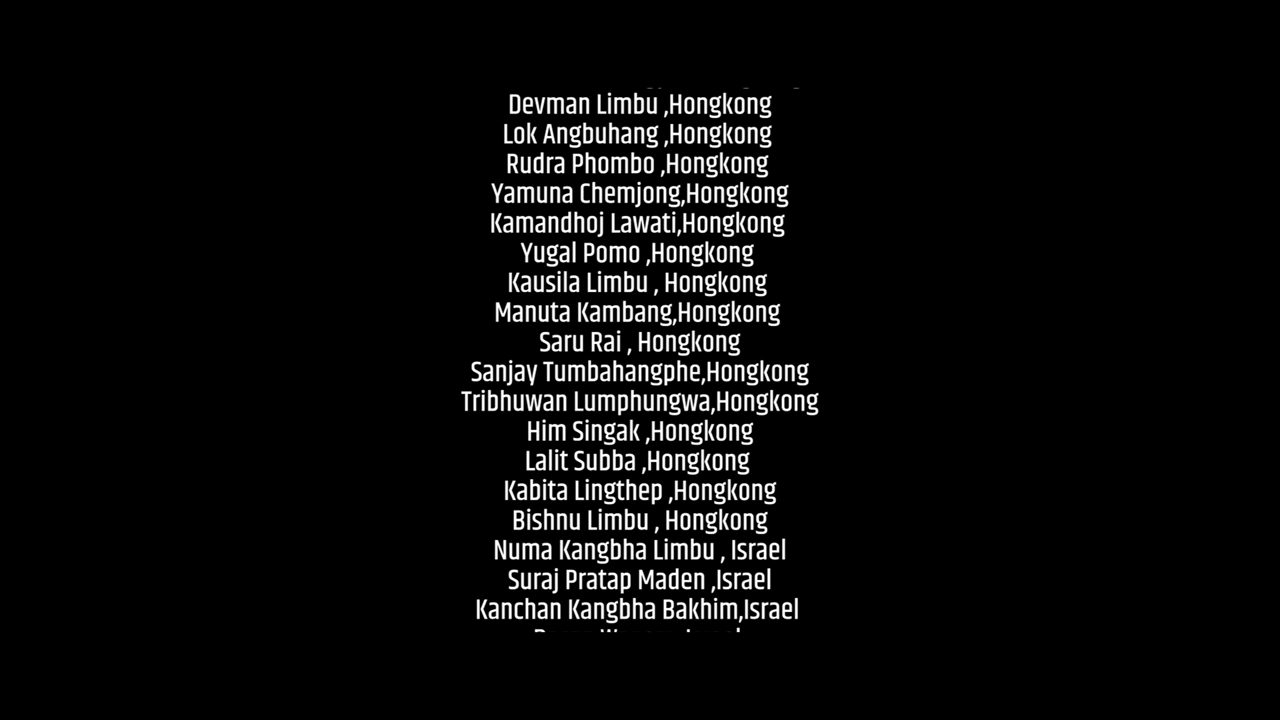 Devman Limbu ,Hongkong
Lok Angbuhang ,Hongkong
Rudra Phombo ,Hongkong
Yamuna Chemjong,Hongkong
Kamandhoj Lawati,Hongkong
Yugal Pomo ,Hongkong
Kausila Limbu , Hongkong
Manuta Kambang,Hongkong
Saru Rai , Hongkong
Sanjay Tumbahangphe,Hongkong
Tribhuwan Lumphungwa,Hongkong
Him Singak ,Hongkong
Lalit Subba ,Hongkong
Kabita Lingthep ,Hongkong
Bishnu Limbu , Hongkong
Numa Kangbha Limbu , Israel
Suraj Pratap Maden ,Israel
Kanchan Kangbha Bakhim,Israel